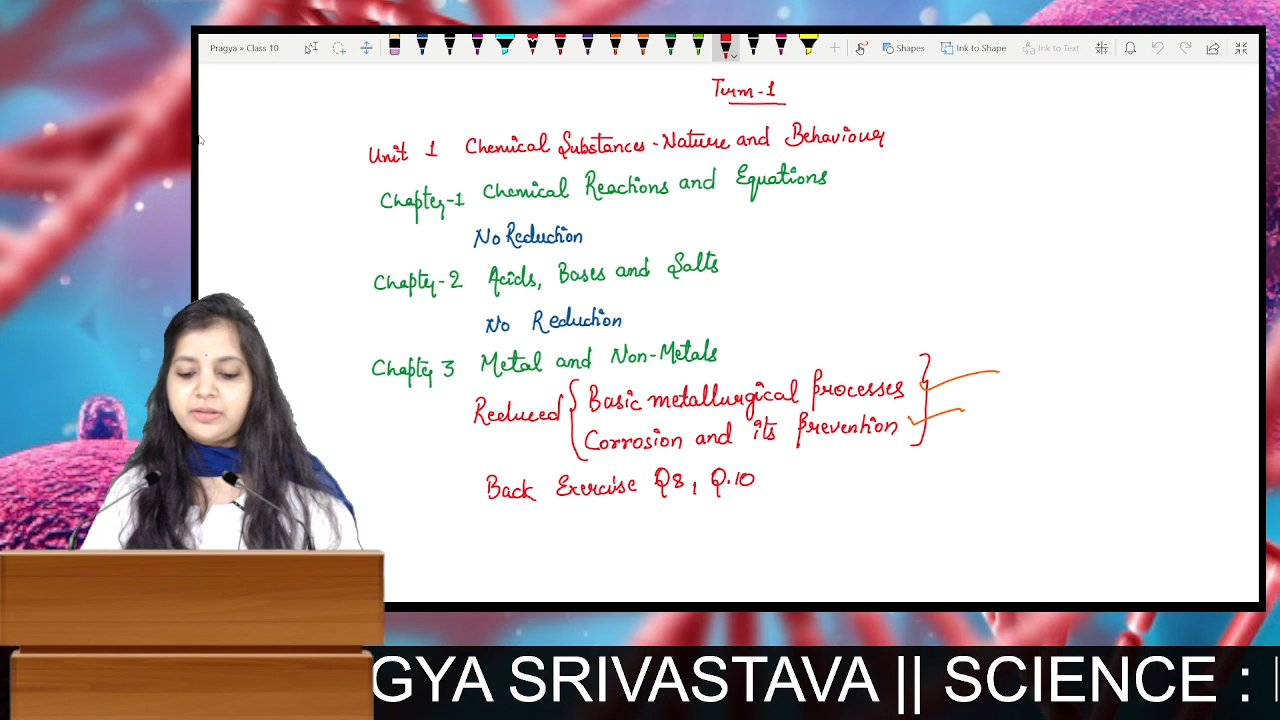 Pragya » Class 10
Shapes
Ink to Shape
Ink to Text
Term-1
Unit 1 Chemical Substances-Nature and Behaviour
Chapter-1 Chemical Reactions and Equations
No Reduction
Chapter-2 Acids, Bases and Salts
No Reduction
Chapter 3 Metal and Non-Metals
Reduced { Basic metallurgical processes }
Corrosion and its prevention
Back Exercise Q8, Q.10
GYA SRIVASTAVA || SCIENCE :